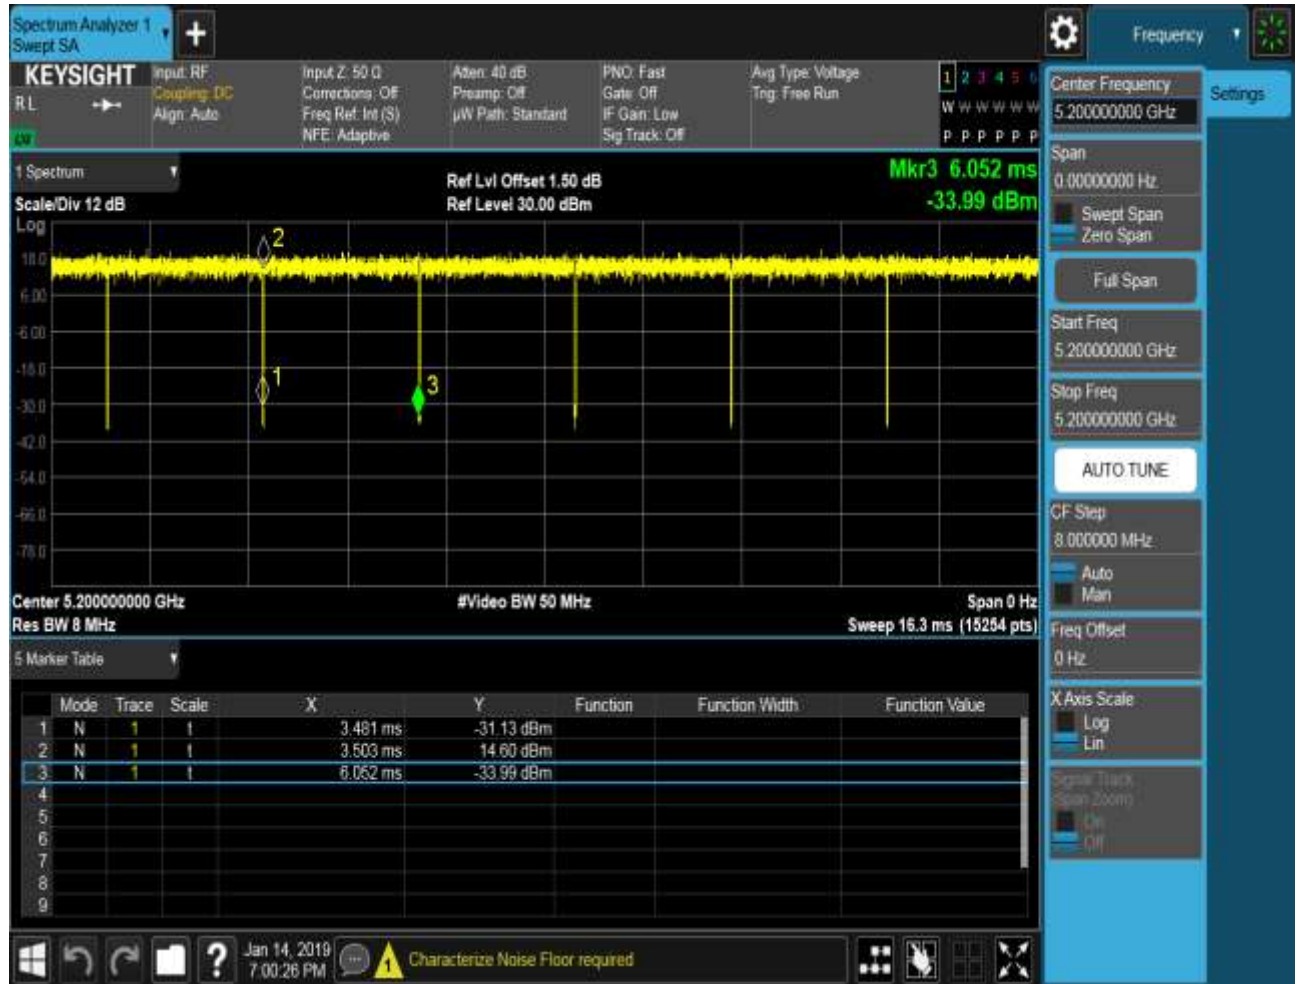 Spectrum Analyzer 1
Swept SA
Frequency
KEYSIGHT
R L
Input: RF
Coupling: DC
Align: Auto
Input Z: 50 Ω
Corrections: Off
Freq Ref: Int (S)
NFE: Adaptive
Atten: 40 dB
Preamp: Off
µW Path: Standard
PNO: Fast
Gate: Off
IF Gain: Low
Sig Track: Off
Avg Type: Voltage
Trig: Free Run
1 2 3 4 5 6
W W W W W W
P P P P P P
Center Frequency
5.200000000 GHz
Settings
Span
0.00000000 Hz
Swept Span
Zero Span
Full Span
Start Freq
5.200000000 GHz
Stop Freq
5.200000000 GHz
AUTO TUNE
CF Step
8.000000 MHz
Auto
Man
Freq Offset
0 Hz
X Axis Scale
Log
Lin
Signal Track
(Span Zoom)
On
Off
1 Spectrum
Scale/Div 12 dB
Ref Lvl Offset 1.50 dB
Ref Level 30.00 dBm
Mkr3 6.052 ms
-33.99 dBm
Log
18.0
6.00
-6.00
-18.0
-30.0
-42.0
-54.0
-66.0
-78.0
2
1
3
Center 5.200000000 GHz
#Video BW 50 MHz
Span 0 Hz
Res BW 8 MHz
Sweep 16.3 ms (15254 pts)
5 Marker Table
Mode Trace Scale X Y Function Function Width Function Value
1 N 1 t 3.481 ms -31.13 dBm
2 N 1 t 3.503 ms 14.60 dBm
3 N 1 t 6.052 ms -33.99 dBm
4
5
6
7
8
9
?
Jan 14, 2019
7:00:26 PM
1
Characterize Noise Floor required